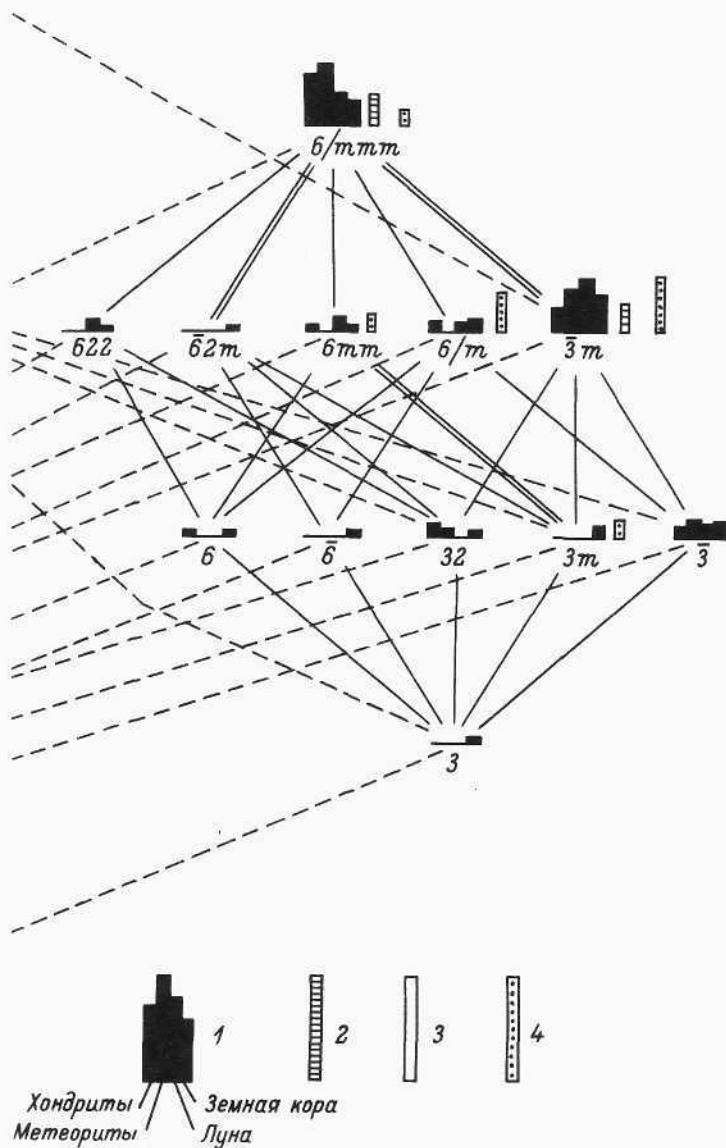 6/mmm
622 6̅2m 6mm 6/m 3̅m
6 6̅ 32 3m 3̅
3
1 2 3 4
Хондриты Земная кора
Метеориты Луна